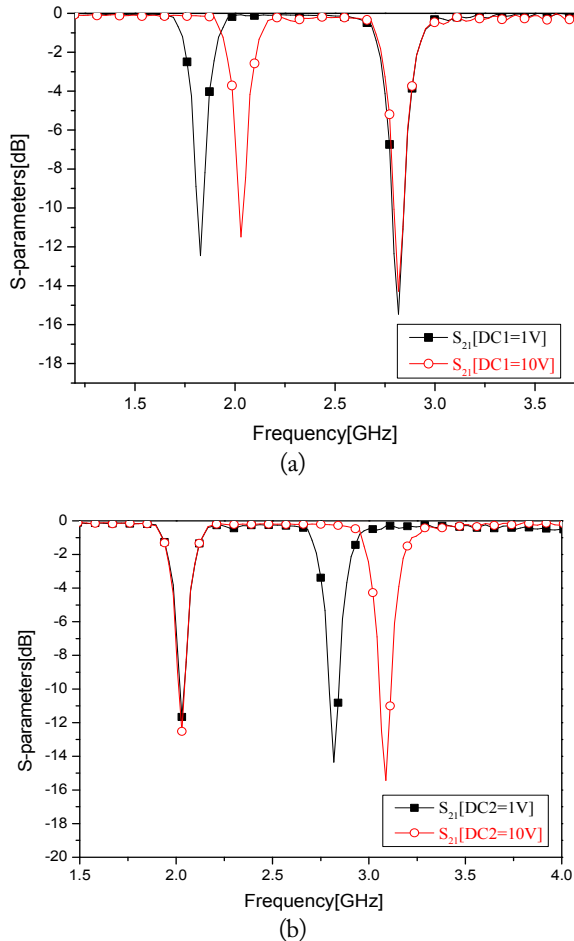 0
-2
-4
-6
-8
-10
-12
-14
-16
-18
S-parameters[dB]
S21[DC1=1V]
S21[DC1=10V]
1.5 2.0 2.5 3.0 3.5
Frequency[GHz]
(a)
0
-2
-4
-6
-8
-10
-12
-14
-16
-18
-20
S-parameters[dB]
S21[DC2=1V]
S21[DC2=10V]
1.5 2.0 2.5 3.0 3.5 4.0
Frequency[GHz]
(b)